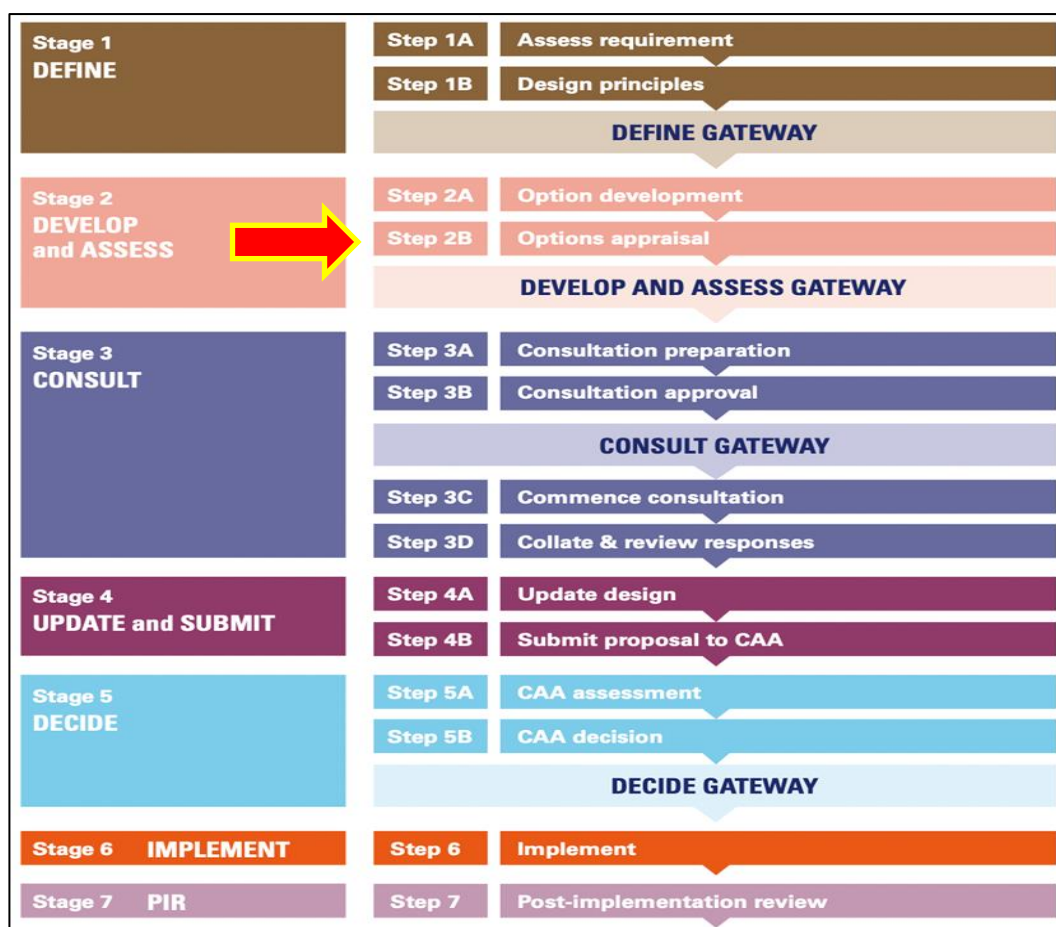 Stage 1
DEFINE
Step 1A Assess requirement
Step 1B Design principles
DEFINE GATEWAY
Stage 2
DEVELOP
and ASSESS
Step 2A Option development
Step 2B Options appraisal
DEVELOP AND ASSESS GATEWAY
Stage 3
CONSULT
Step 3A Consultation preparation
Step 3B Consultation approval
CONSULT GATEWAY
Step 3C Commence consultation
Step 3D Collate & review responses
Stage 4
UPDATE and SUBMIT
Step 4A Update design
Step 4B Submit proposal to CAA
Stage 5
DECIDE
Step 5A CAA assessment
Step 5B CAA decision
DECIDE GATEWAY
Stage 6 IMPLEMENT
Step 6 Implement
Stage 7 PIR
Step 7 Post-implementation review